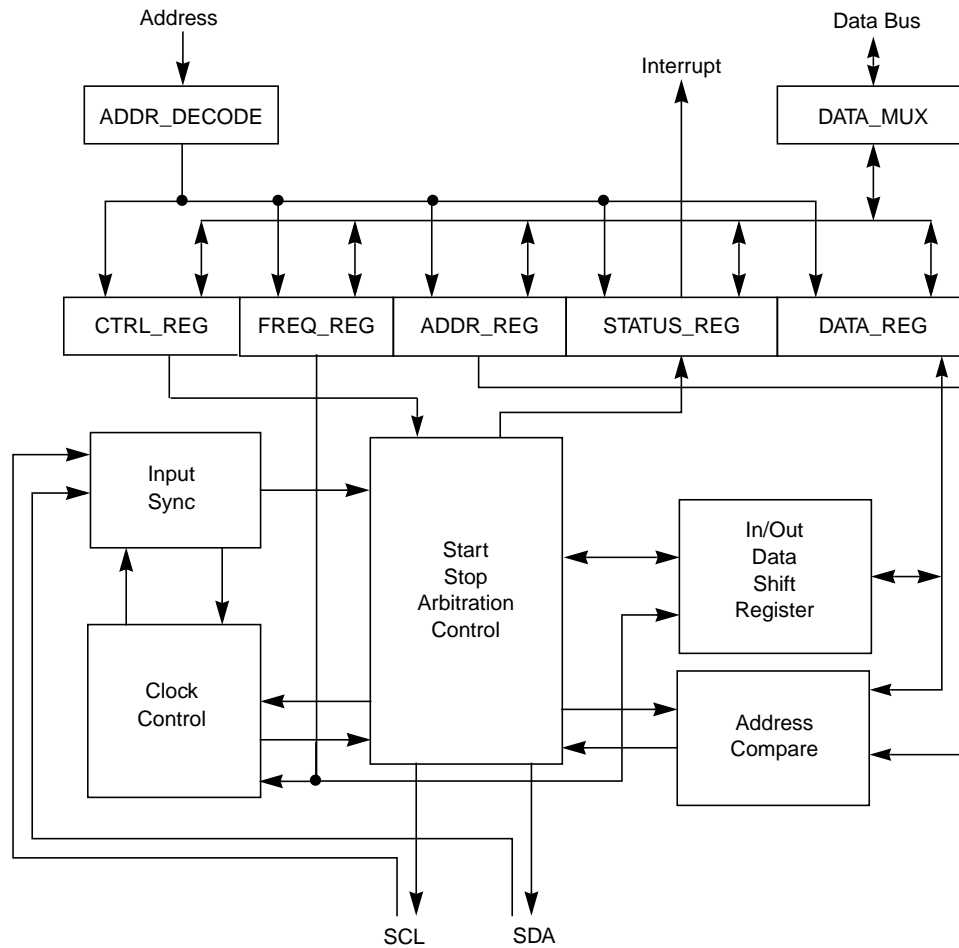 Address
Data Bus
Interrupt
ADDR_DECODE
DATA_MUX
CTRL_REG
FREQ_REG
ADDR_REG
STATUS_REG
DATA_REG
Input
Sync
Start
Stop
Arbitration
Control
In/Out
Data
Shift
Register
Clock
Control
Address
Compare
SCL
SDA